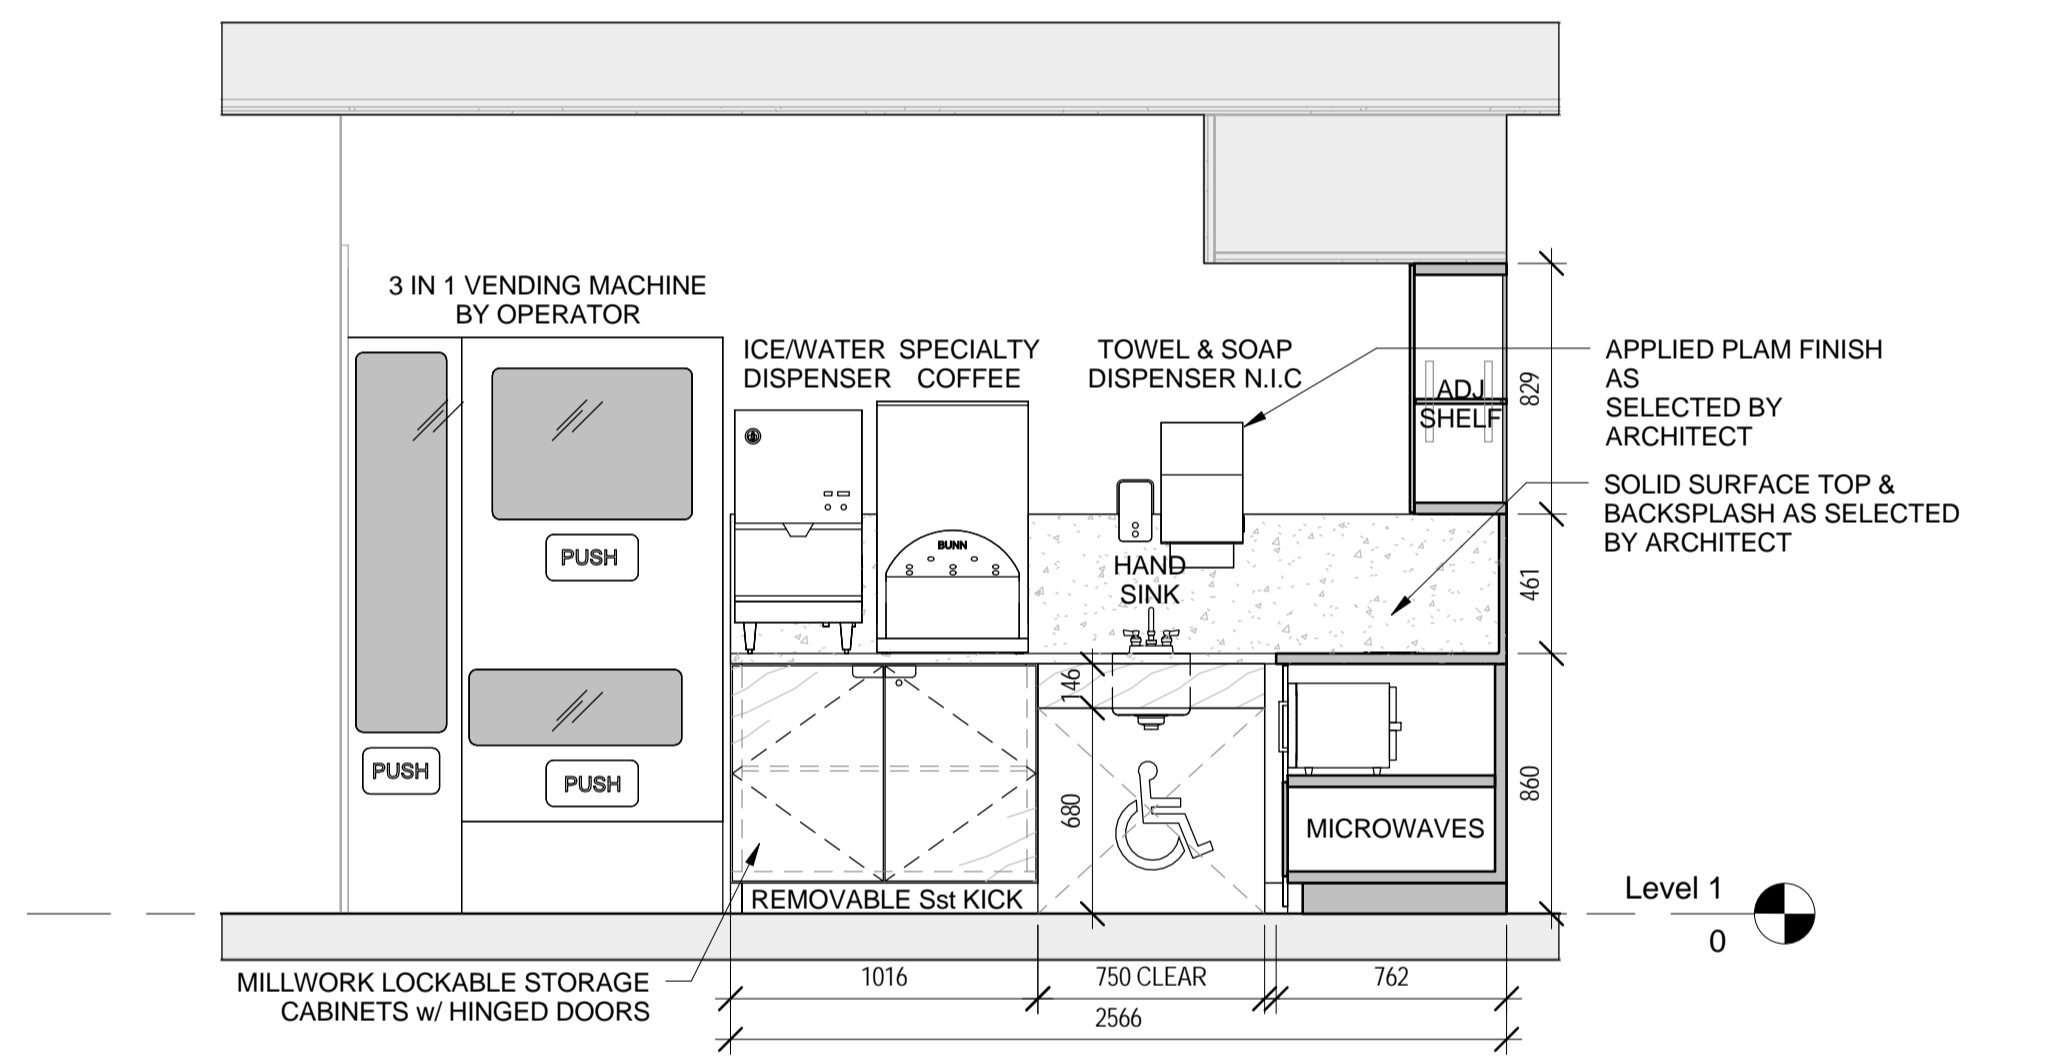 3 IN 1 VENDING MACHINE
BY OPERATOR
ICE/WATER
DISPENSER
SPECIALTY
COFFEE
TOWEL & SOAP
DISPENSER N.I.C
APPLIED PLAM FINISH
AS
SELECTED BY
ARCHITECT
ADJ
SHELF
829
SOLID SURFACE TOP &
BACKSPLASH AS SELECTED
BY ARCHITECT
PUSH
BUNN
HAND
SINK
461
146
PUSH
PUSH
680
860
MICROWAVES
REMOVABLE Sst KICK
Level 1
0
MILLWORK LOCKABLE STORAGE
CABINETS w/ HINGED DOORS
1016
750 CLEAR
762
2566